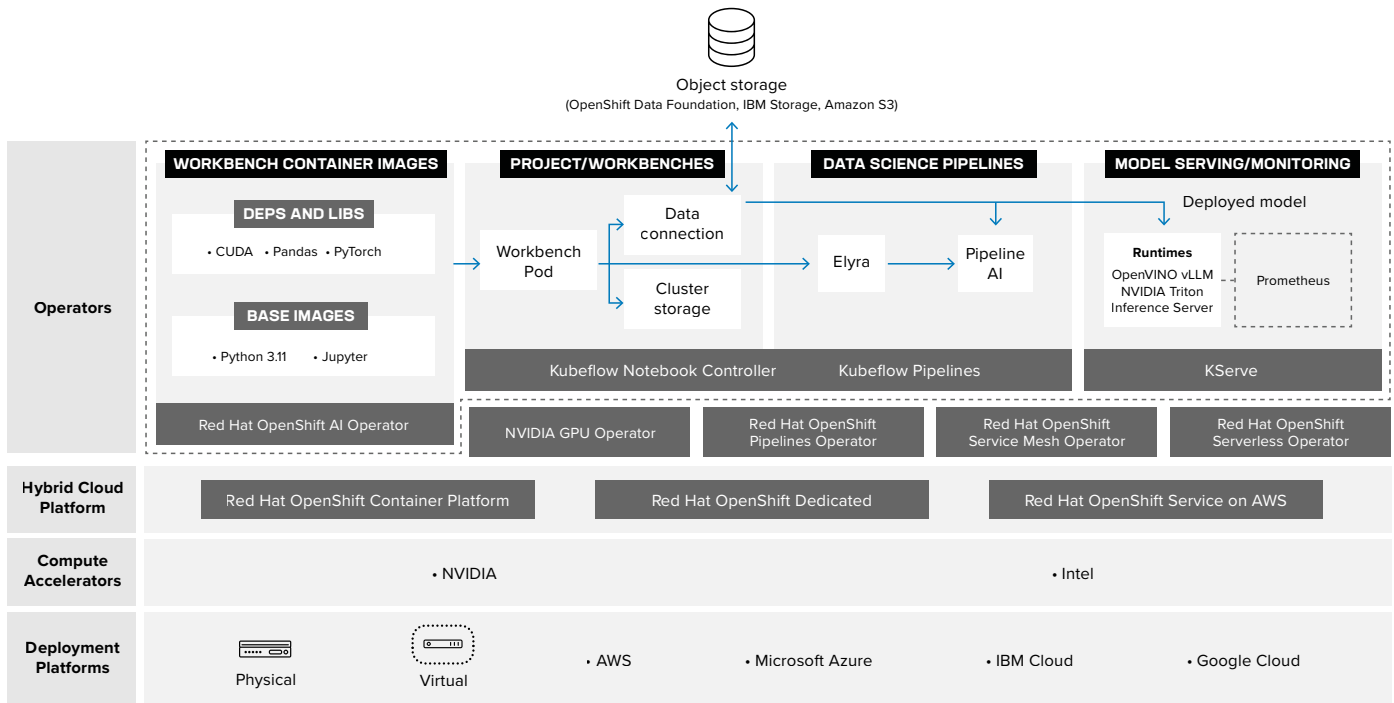 Object storage
(OpenShift Data Foundation, IBM Storage, Amazon S3)
Operators
WORKBENCH CONTAINER IMAGES
DEPS AND LIBS
• CUDA • Pandas • PyTorch
BASE IMAGES
• Python 3.11 • Jupyter
Red Hat OpenShift AI Operator
PROJECT/WORKBENCHES
Workbench
Pod
Data
connection
Cluster
storage
Kubeflow Notebook Controller
DATA SCIENCE PIPELINES
Elyra
Pipeline
AI
Kubeflow Pipelines
MODEL SERVING/MONITORING
Deployed model
Runtimes
OpenVINO vLLM
NVIDIA Triton
Inference Server
Prometheus
KServe
NVIDIA GPU Operator
Red Hat OpenShift
Pipelines Operator
Red Hat OpenShift
Service Mesh Operator
Red Hat OpenShift
Serverless Operator
Hybrid Cloud
Platform
Red Hat OpenShift Container Platform
Red Hat OpenShift Dedicated
Red Hat OpenShift Service on AWS
Compute
Accelerators
• NVIDIA
• Intel
Deployment
Platforms
Physical
Virtual
• AWS
• Microsoft Azure
• IBM Cloud
• Google Cloud